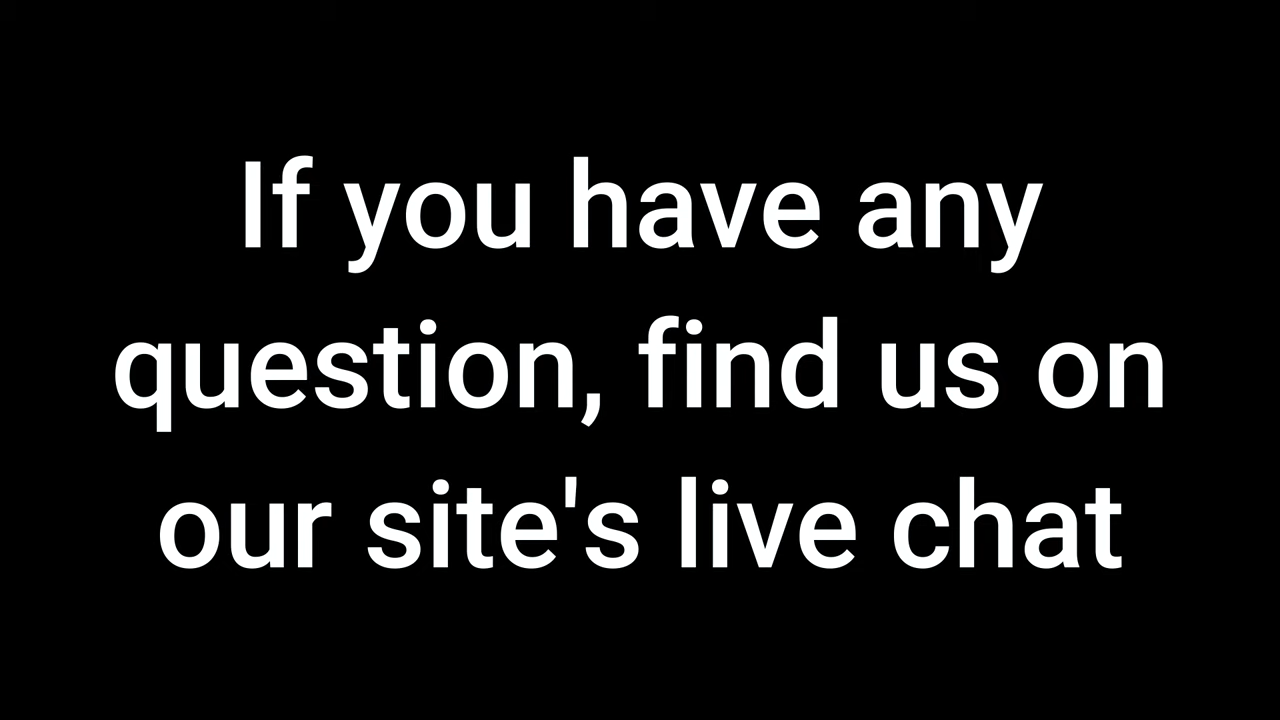 If you have any
question, find us on
our site's live chat